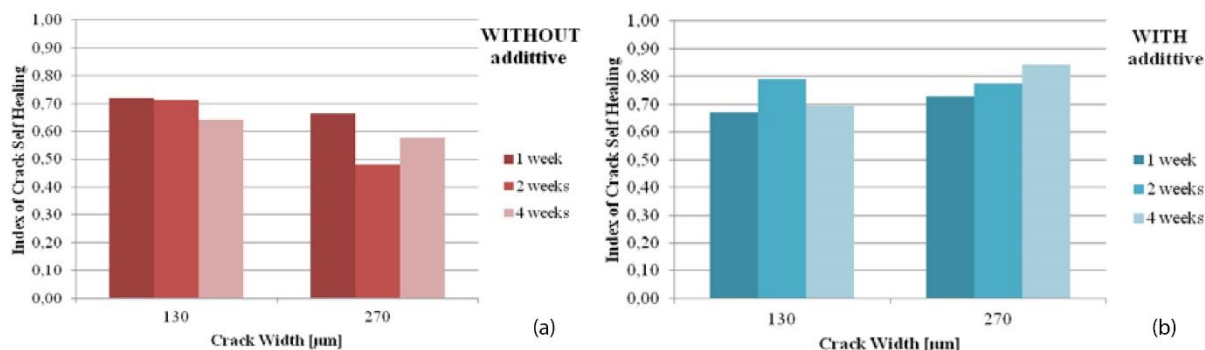 1,00
0,90
0,80
0,70
0,60
0,50
0,40
0,30
0,20
0,10
0,00
Index of Crack Self Healing
WITHOUT
addittive
1 week
2 weeks
4 weeks
130
270
Crack Width [µm]
(a)
1,00
0,90
0,80
0,70
0,60
0,50
0,40
0,30
0,20
0,10
0,00
Index of Crack Self Healing
WITH
addittive
1 week
2 weeks
4 weeks
130
270
Crack Width [µm]
(b)